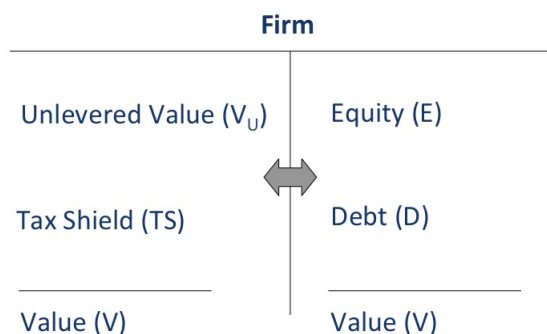 Firm
Unlevered Value (VU) Equity (E)
Tax Shield (TS) Debt (D)
Value (V) Value (V)